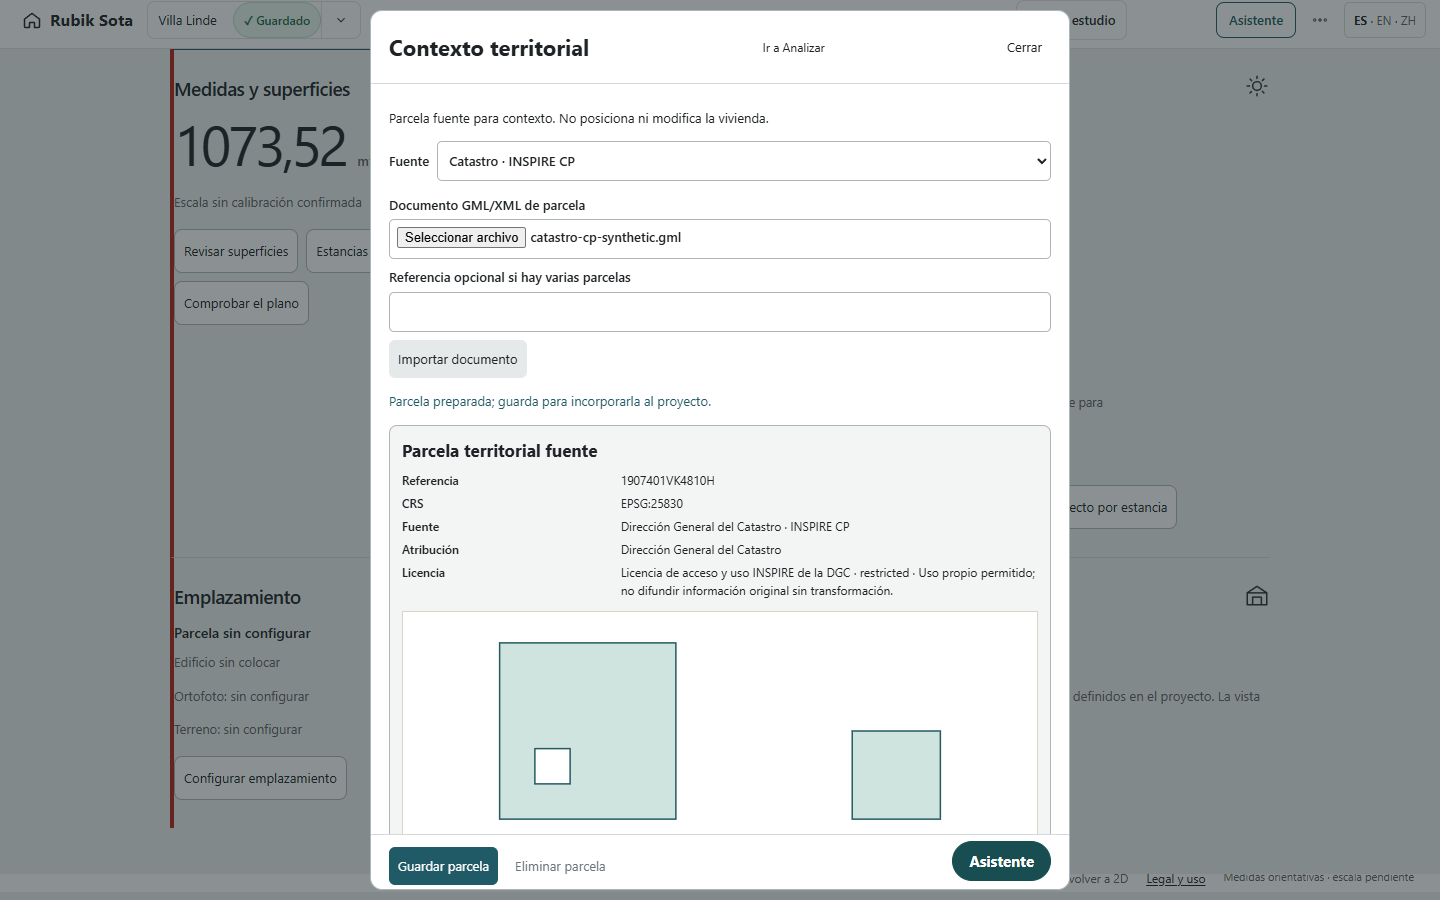 Rubik Sota
Villa Linde
✓ Guardado
estudio
Asistente
ES · EN · ZH
Contexto territorial
Ir a Analizar
Cerrar
Medidas y superficies
1073,52
Escala sin calibración confirmada
Revisar superficies
Estancias
Comprobar el plano
Parcela fuente para contexto. No posiciona ni modifica la vivienda.
Fuente
Catastro · INSPIRE CP
Documento GML/XML de parcela
Seleccionar archivo
catastro-cp-synthetic.gml
Referencia opcional si hay varias parcelas
Importar documento
Parcela preparada; guarda para incorporarla al proyecto.
Parcela territorial fuente
Referencia
1907401VK4810H
CRS
EPSG:25830
Fuente
Dirección General del Catastro · INSPIRE CP
Atribución
Dirección General del Catastro
Licencia
Licencia de acceso y uso INSPIRE de la DGC · restricted · Uso propio permitido;
no difundir información original sin transformación.
e para
ecto por estancia
Emplazamiento
Parcela sin configurar
Edificio sin colocar
Ortofoto: sin configurar
Terreno: sin configurar
Configurar emplazamiento
definidos en el proyecto. La vista
Guardar parcela
Eliminar parcela
Asistente
volver a 2D
Legal y uso
Medidas orientativas · escala pendiente